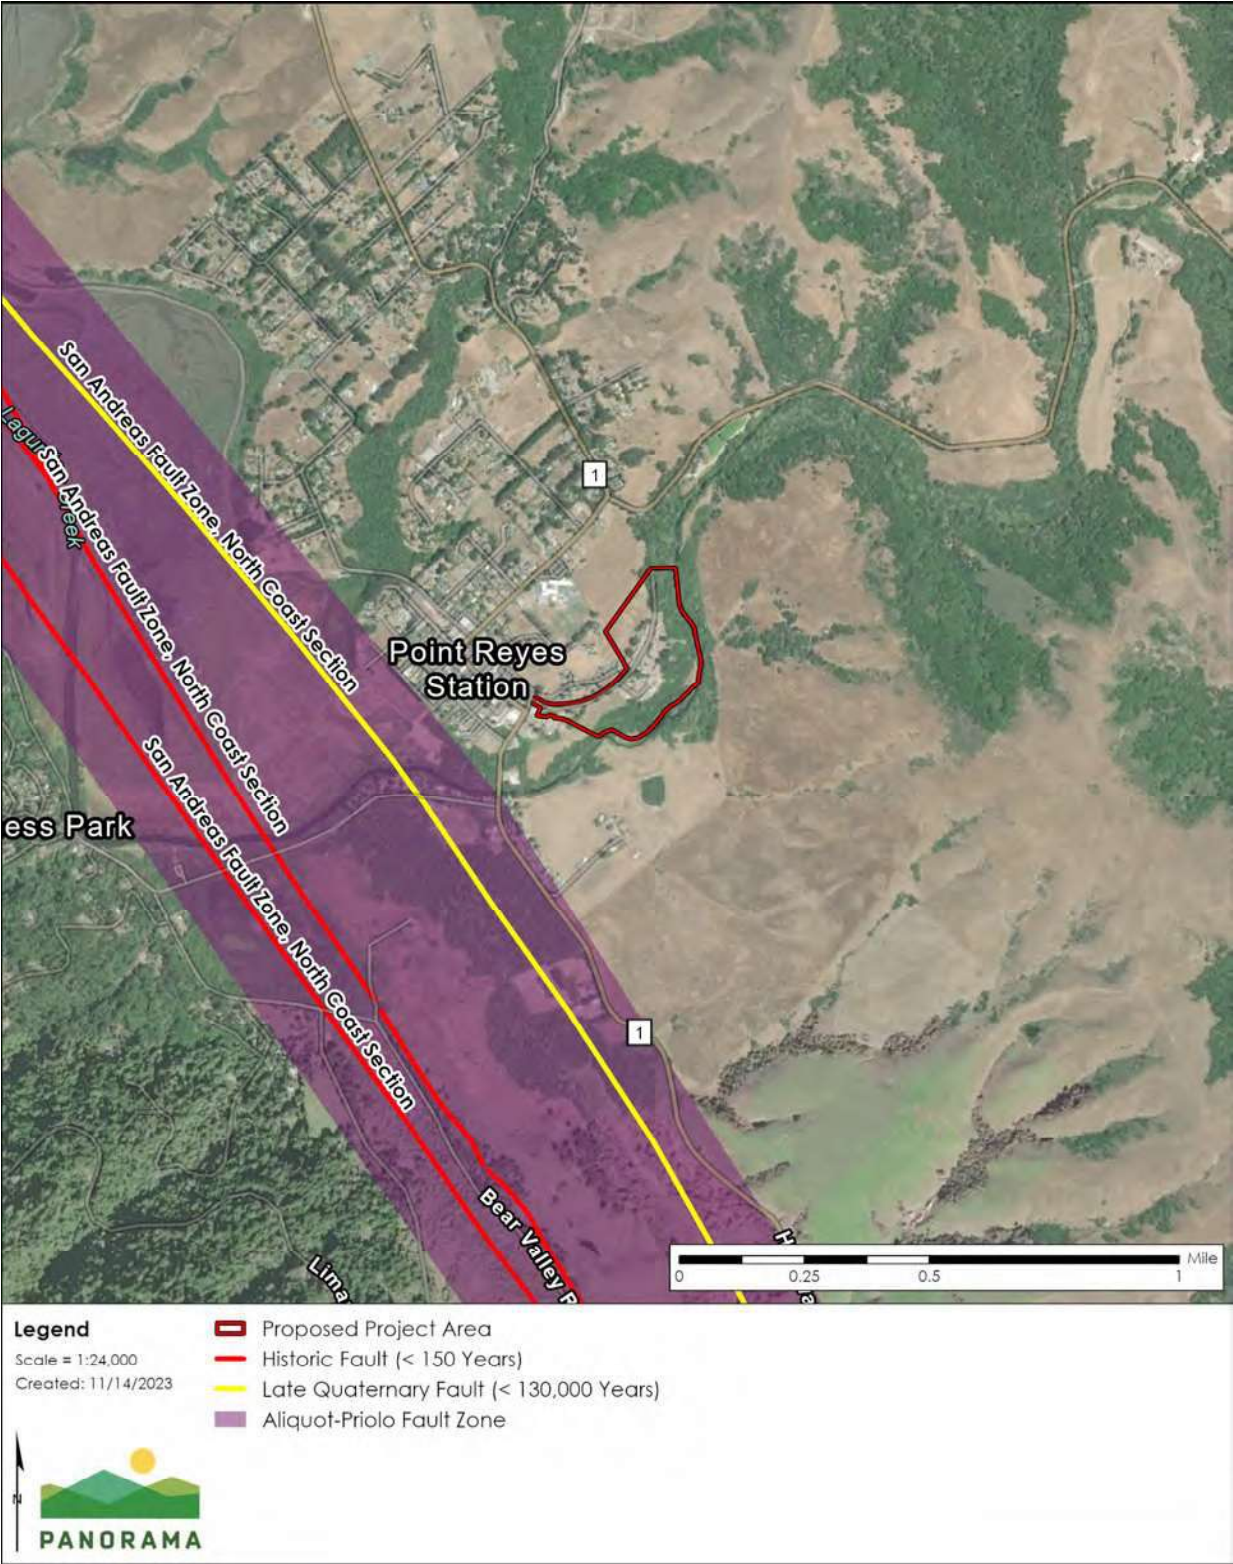 San Andreas Fault Zone, North Coast Section
San Andreas Fault Zone, North Coast Section
1
Point Reyes
Station
San Andreas Fault Zone, North Coast Section
ess Park
1
Bear Valley R
Lima
0
0.25
0.5
1
Mile
Legend
Scale = 1:24,000
Created: 11/14/2023
Proposed Project Area
Historic Fault (< 150 Years)
Late Quaternary Fault (< 130,000 Years)
Aliquot-Priolo Fault Zone
N
PANORAMA